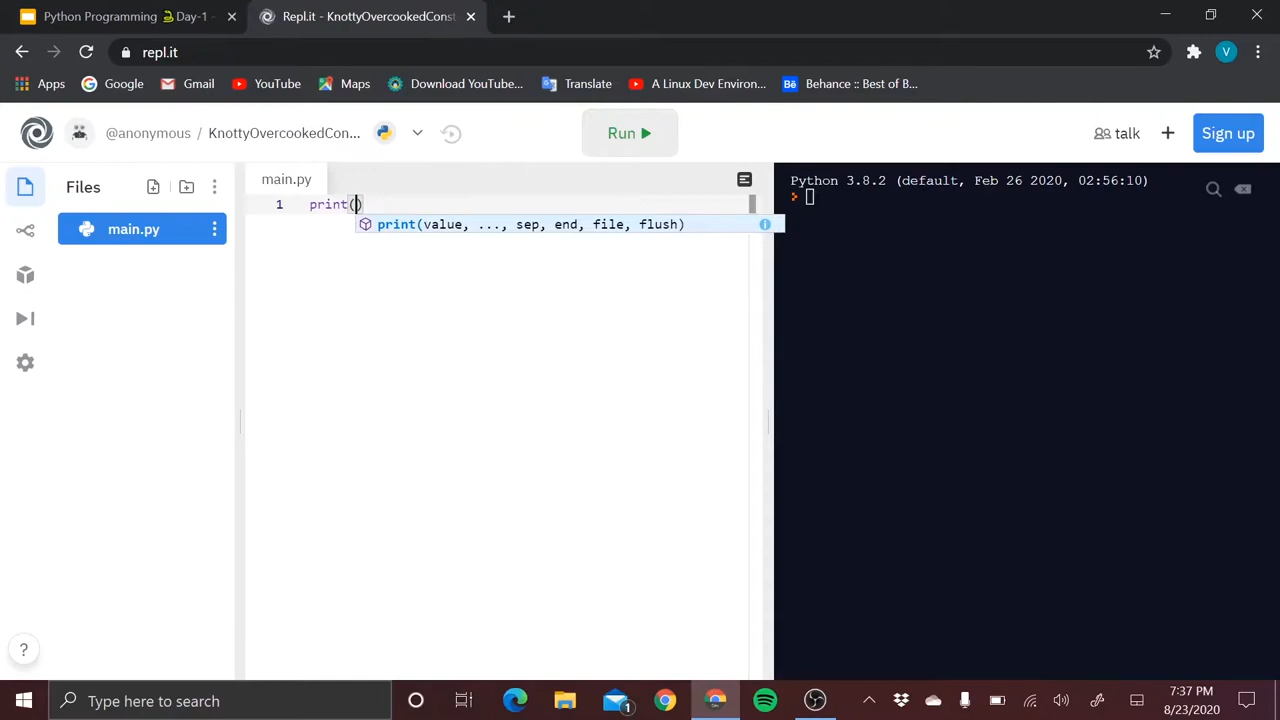 Python Programming 🐍Day-1 -
Repl.it - KnottyOvercookedConst
repl.it
V
Apps
Google
Gmail
YouTube
Maps
Download YouTube...
Translate
A Linux Dev Environ...
Bē
Behance :: Best of B...
@anonymous / KnottyOvercookedCon...
Run
talk
Sign up
Files
main.py
main.py
1 print()
print(value, ..., sep, end, file, flush)
Python 3.8.2 (default, Feb 26 2020, 02:56:10)
?
Type here to search
1
7:37 PM
8/23/2020